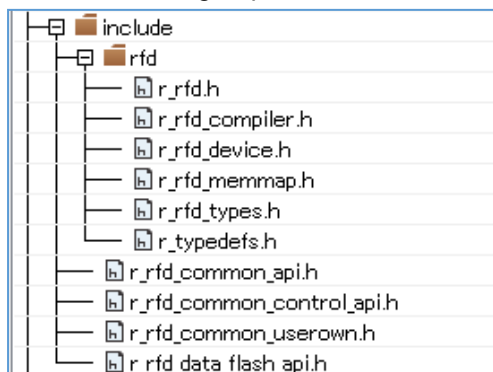 include
rfd
r_rfd.h
r_rfd_compiler.h
r_rfd_device.h
r_rfd_memmap.h
r_rfd_types.h
r_typedefs.h
r_rfd_common_api.h
r_rfd_common_control_api.h
r_rfd_common_userown.h
r_rfd_data_flash_api.h